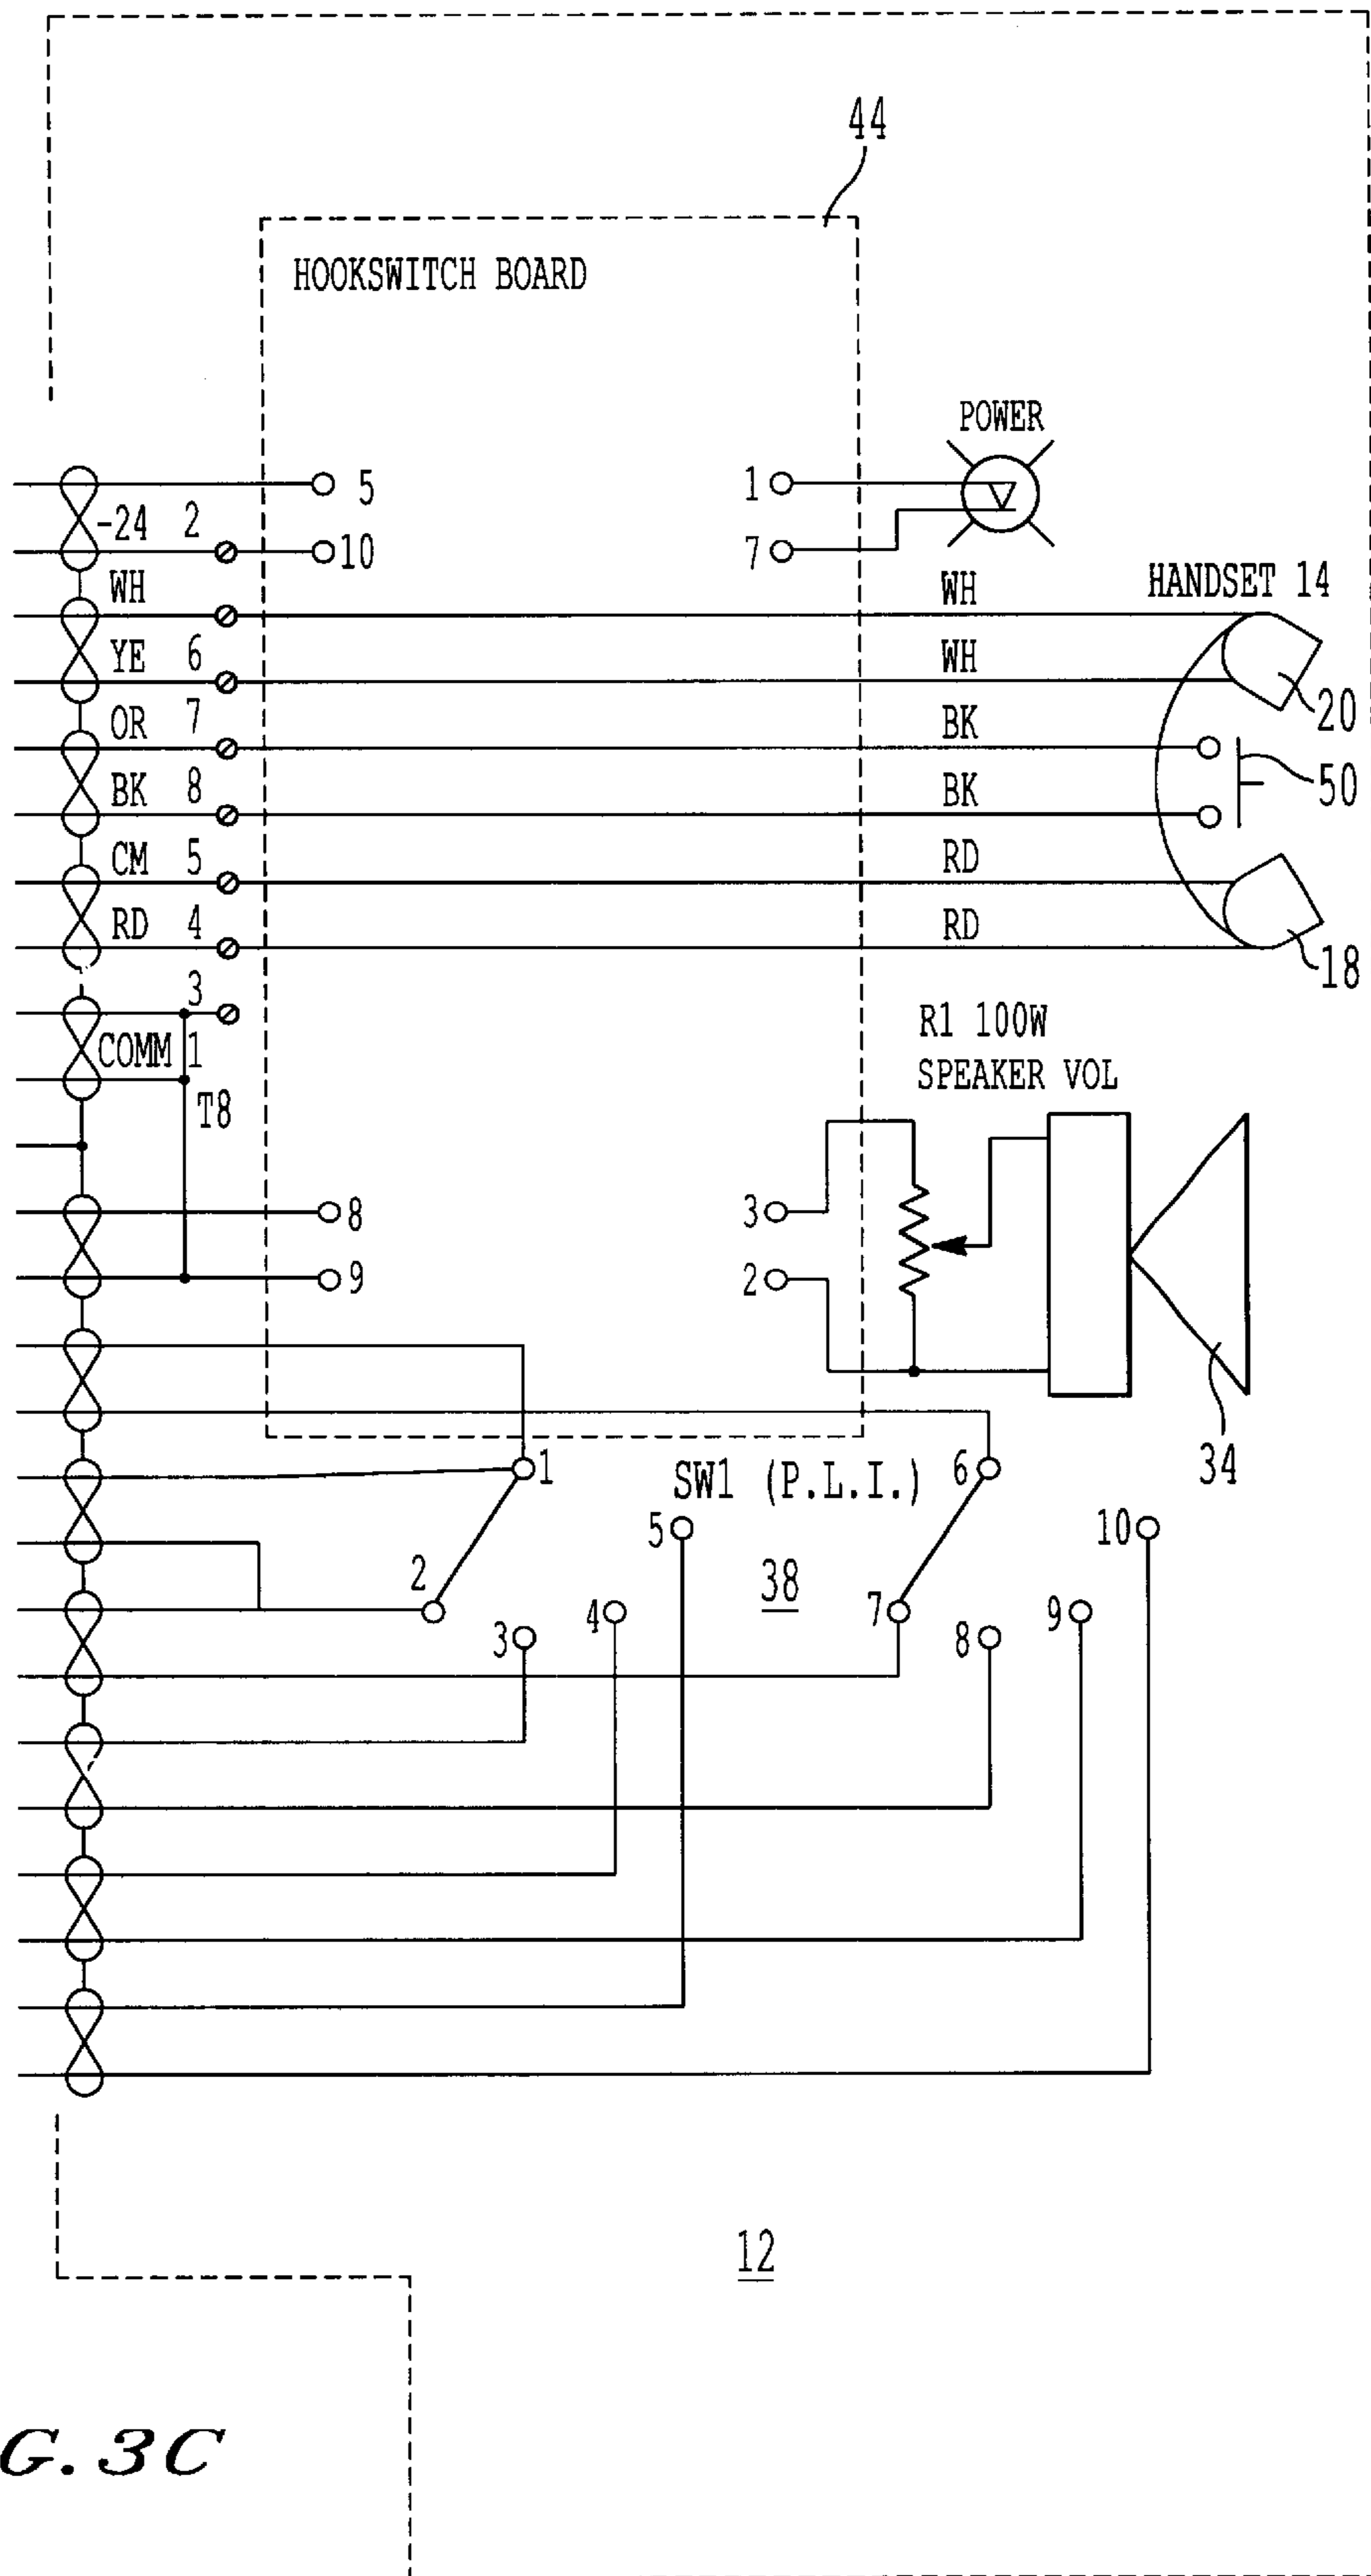 44
HOOKSWITCH BOARD
POWER
5
1
-24 2
10
7
WH
WH
HANDSET 14
YE 6
WH
20
OR 7
BK
BK 8
BK
50
CM 5
RD
RD 4
RD
18
3
R1 100W
COMM 1
SPEAKER VOL
T8
8
3
9
2
34
1
SW1 (P.L.I.)
6
5
10
2
38
4
7
9
3
8
12
G. 3C